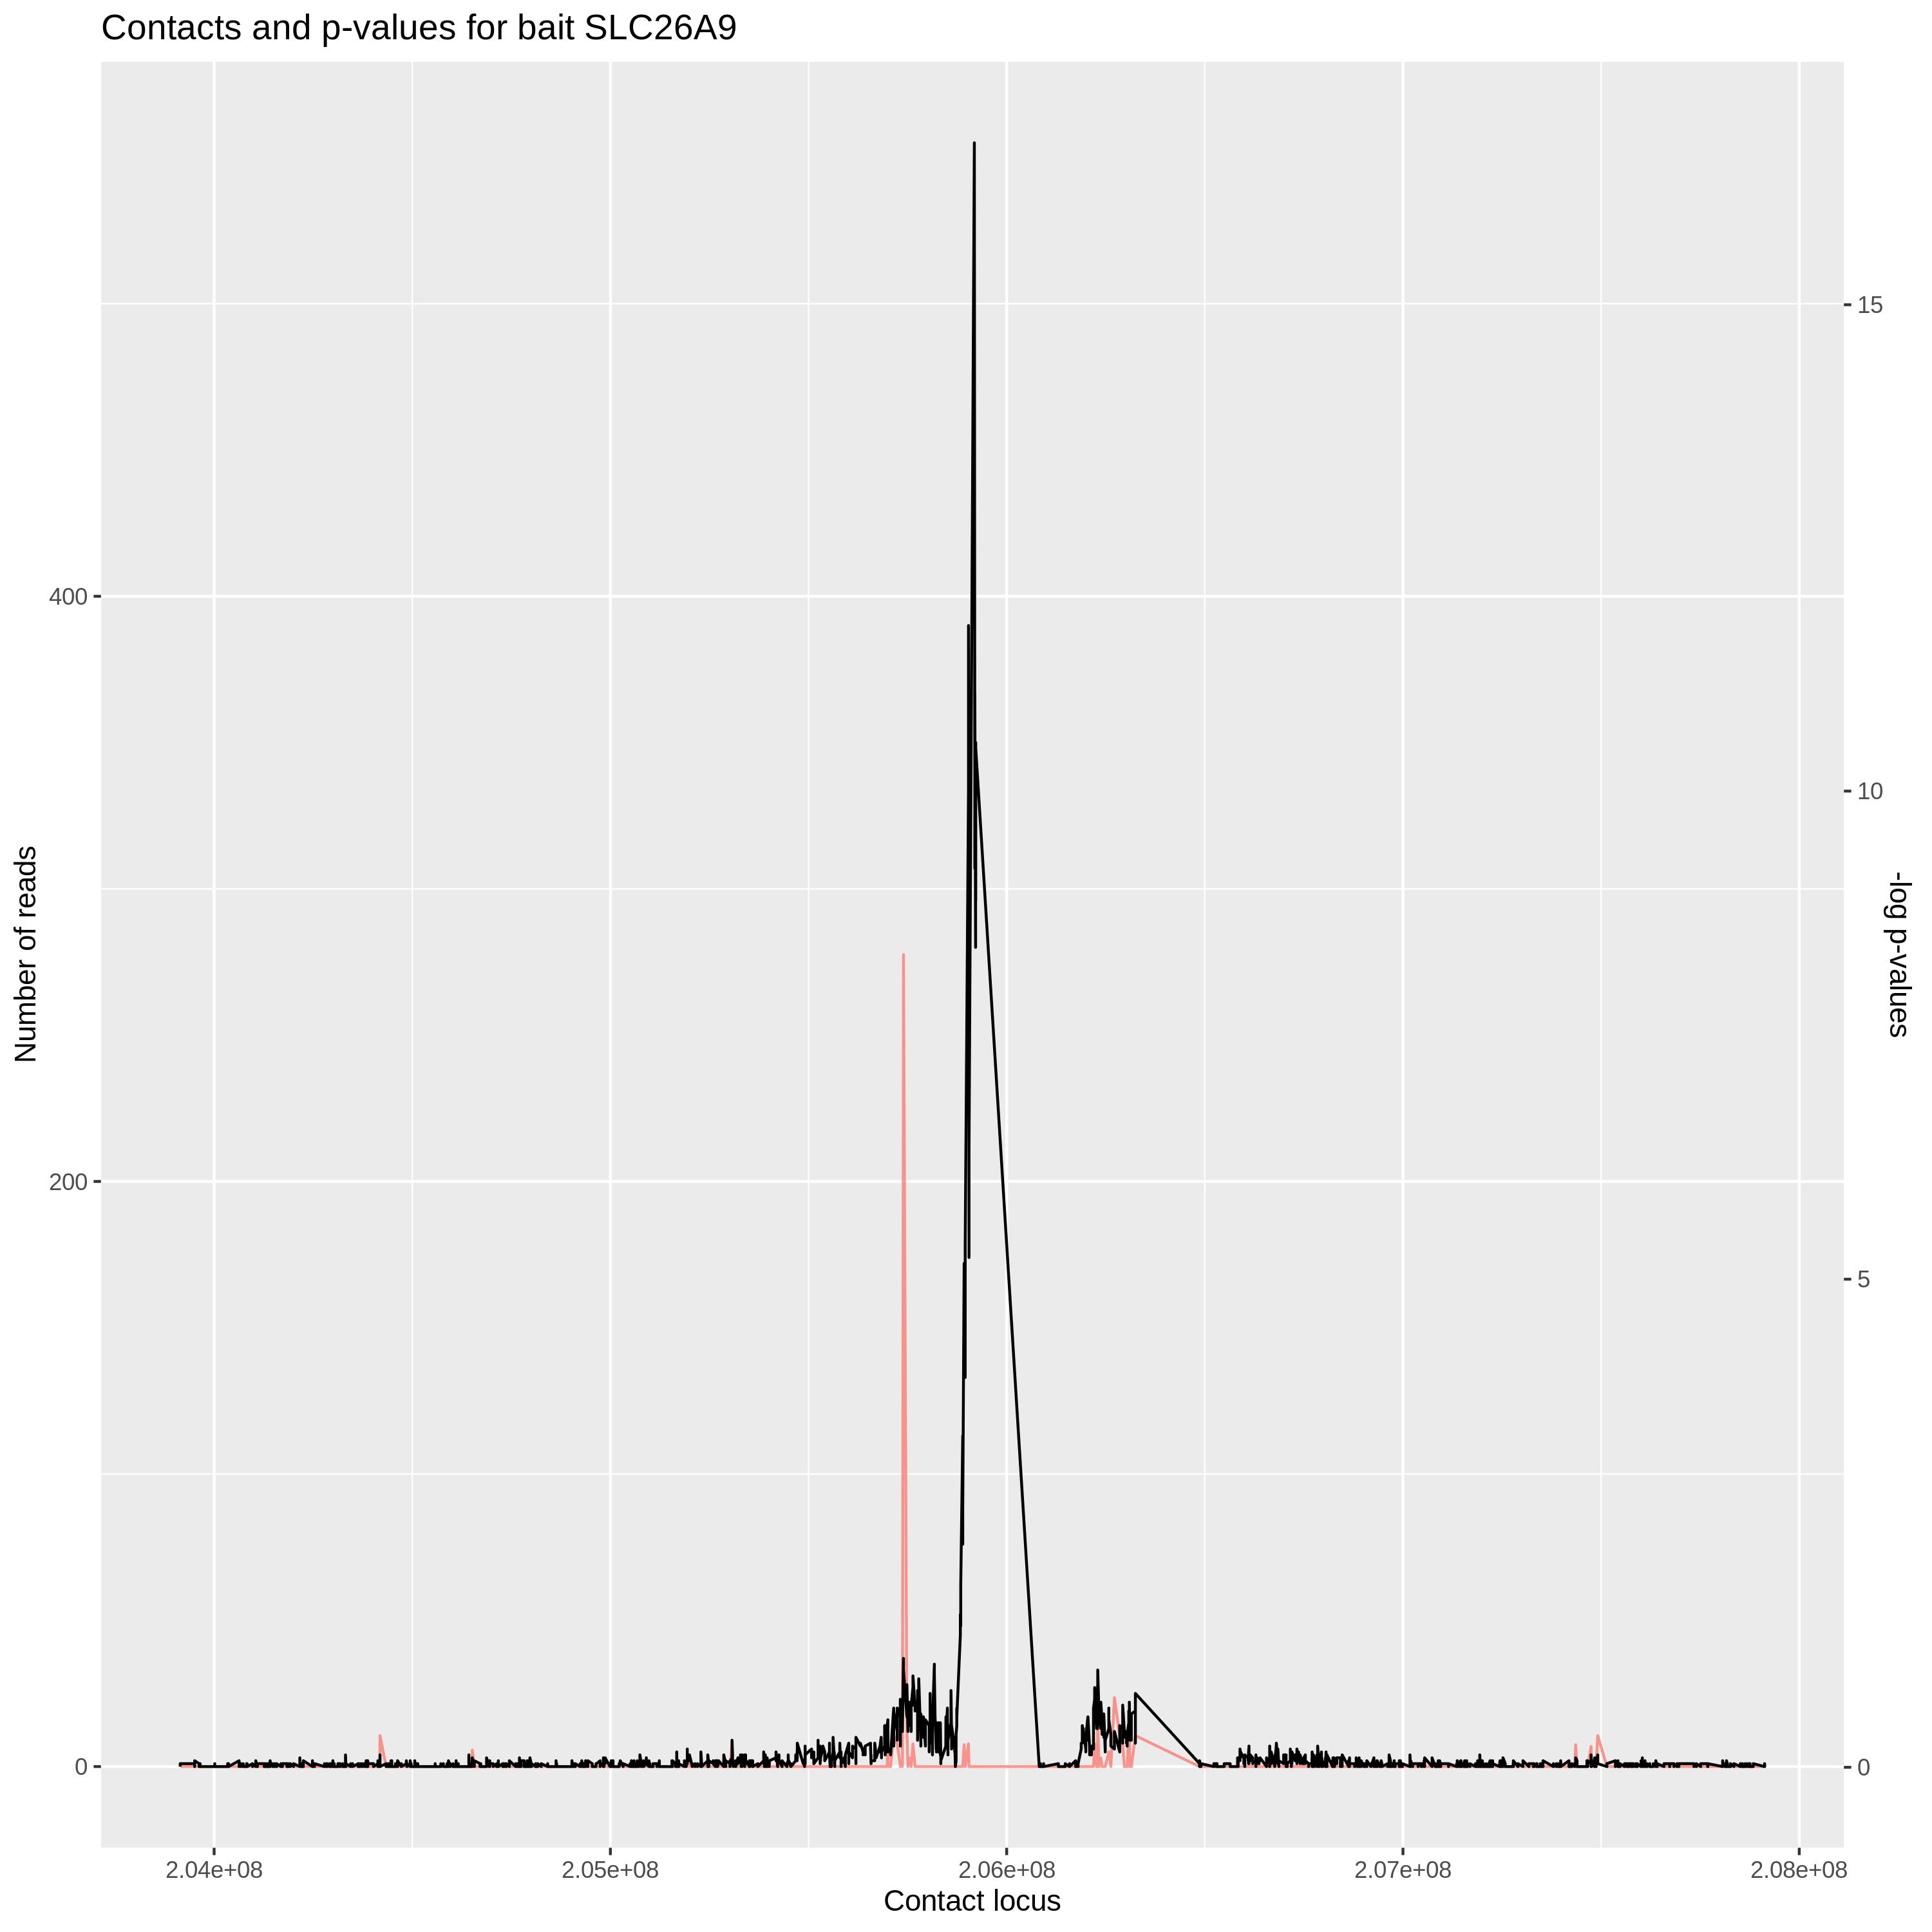 Contacts and p-values for bait SLC26A9
Number of reads
400
200
0
15
10
5
0
-log p-values
2.04e+08 2.05e+08 2.06e+08 2.07e+08 2.08e+08
Contact locus